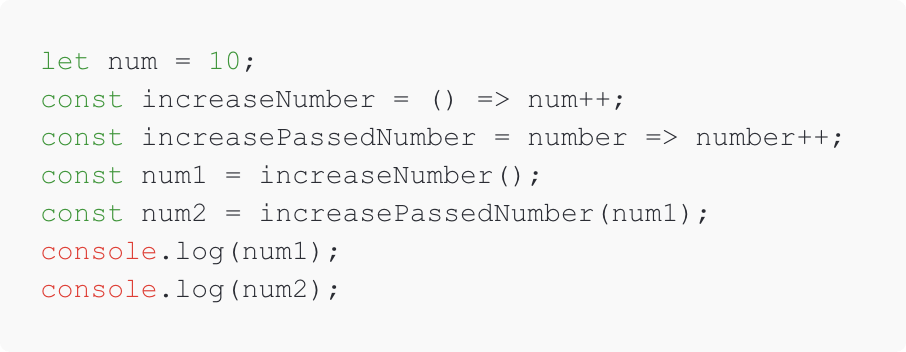 let num = 10;
const increaseNumber = () => num++;
const increasePassedNumber = number => number++;
const num1 = increaseNumber();
const num2 = increasePassedNumber(num1);
console.log(num1);
console.log(num2);